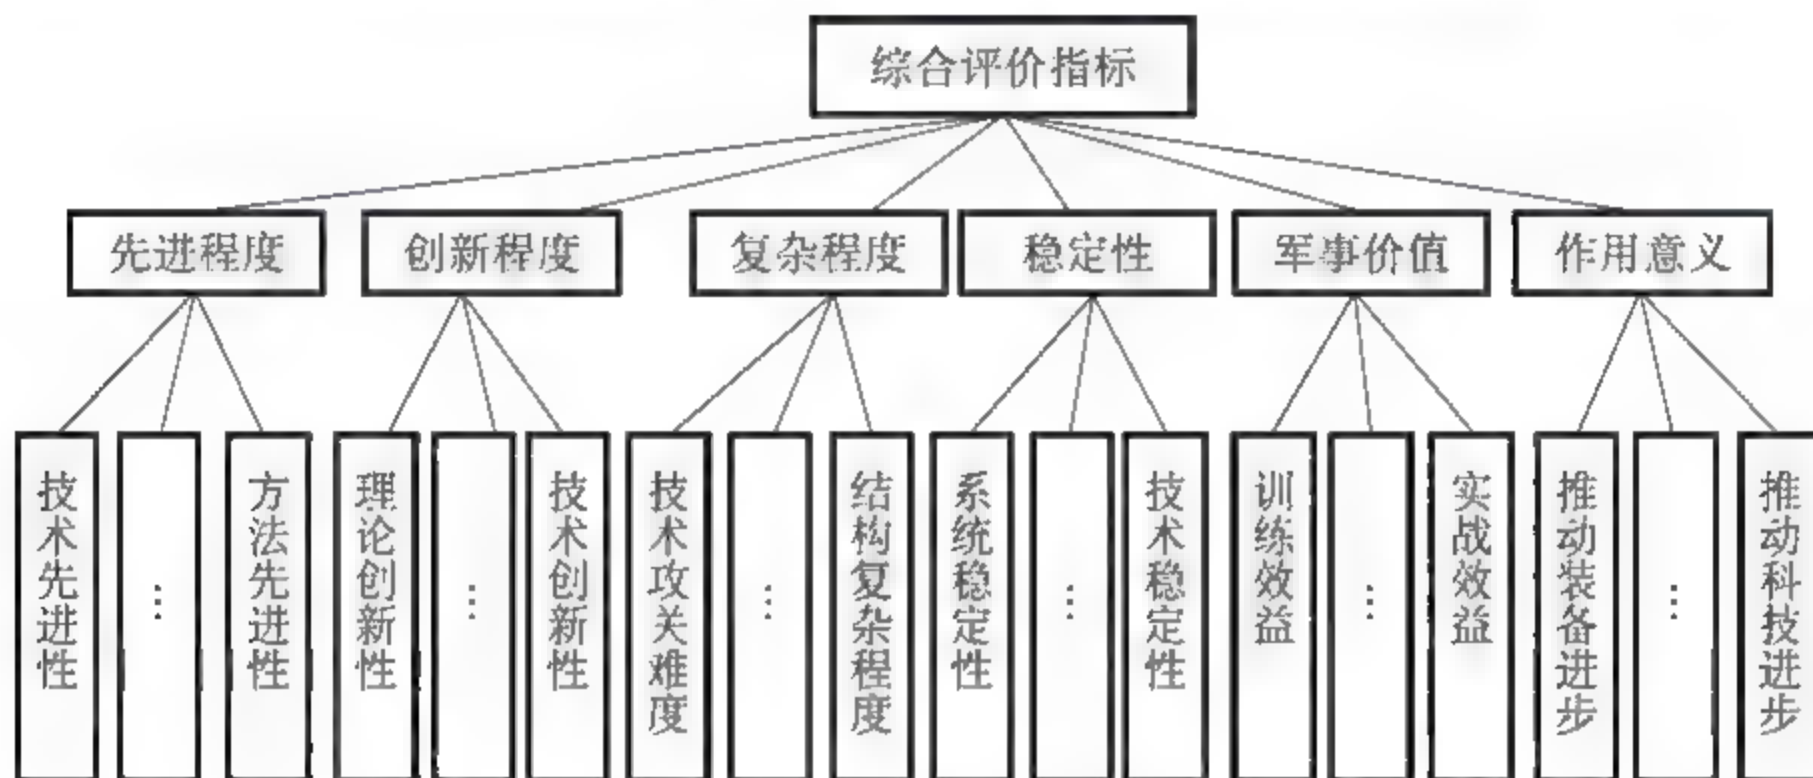 综合评价指标
先进程度
创新程度
复杂程度
稳定性
军事价值
作用意义
技术先进性
⋮
方法先进性
理论创新性
⋮
技术创新性
技术攻关难度
⋮
结构复杂程度
系统稳定性
⋮
技术稳定性
训练效益
⋮
实战效益
推动装备进步
⋮
推动科技进步